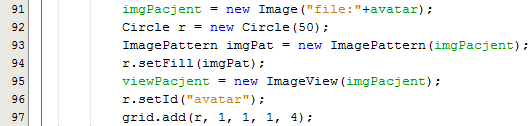 91 imgPacjent = new Image("file:"+avatar);
92 Circle r = new Circle(50);
93 ImagePattern imgPat = new ImagePattern(imgPacjent);
94 r.setFill(imgPat);
95 viewPacjent = new ImageView(imgPacjent);
96 r.setId("avatar");
97 grid.add(r, 1, 1, 1, 4);